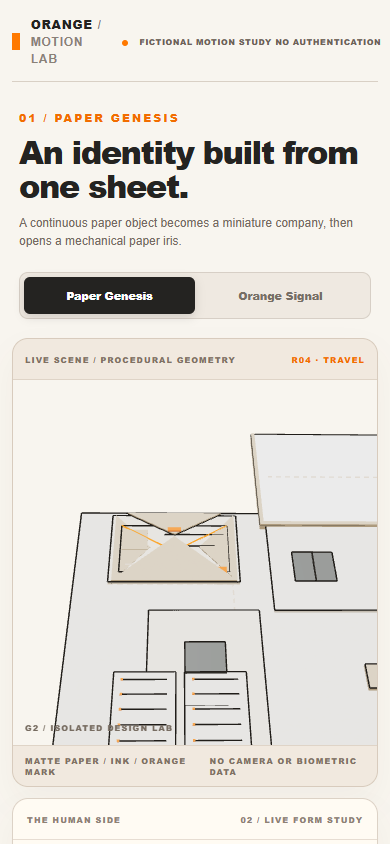 ORANGE /
MOTION
LAB
FICTIONAL MOTION STUDY NO AUTHENTICATION
01 / PAPER GENESIS
An identity built from
one sheet.
A continuous paper object becomes a miniature company, then
opens a mechanical paper iris.
Paper Genesis
Orange Signal
LIVE SCENE / PROCEDURAL GEOMETRY
R04 · TRAVEL
G2 / ISOLATED DESIGN LAB
MATTE PAPER / INK / ORANGE
MARK
NO CAMERA OR BIOMETRIC
DATA
THE HUMAN SIDE
02 / LIVE FORM STUDY